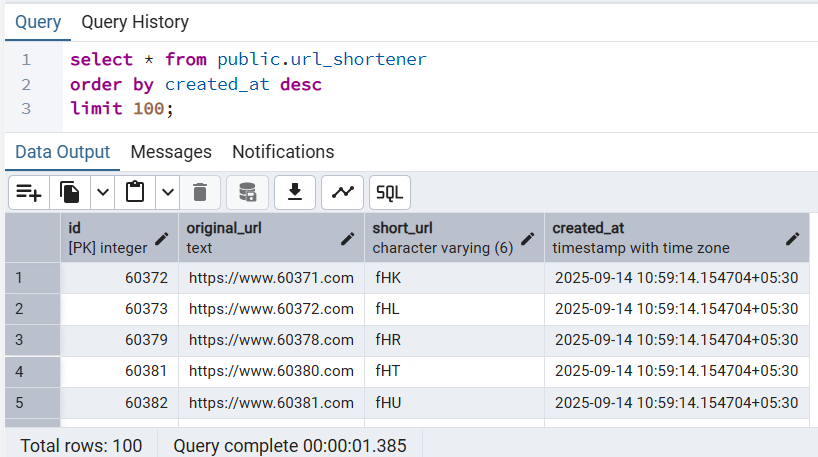 Query Query History
1 select * from public.url_shortener
2 order by created_at desc
3 limit 100;
Data Output Messages Notifications
SQL
id original_url short_url created_at
[PK] integer text character varying (6) timestamp with time zone
1 60372 https://www.60371.com fHK 2025-09-14 10:59:14.154704+05:30
2 60373 https://www.60372.com fHL 2025-09-14 10:59:14.154704+05:30
3 60379 https://www.60378.com fHR 2025-09-14 10:59:14.154704+05:30
4 60381 https://www.60380.com fHT 2025-09-14 10:59:14.154704+05:30
5 60382 https://www.60381.com fHU 2025-09-14 10:59:14.154704+05:30
Total rows: 100 Query complete 00:00:01.385